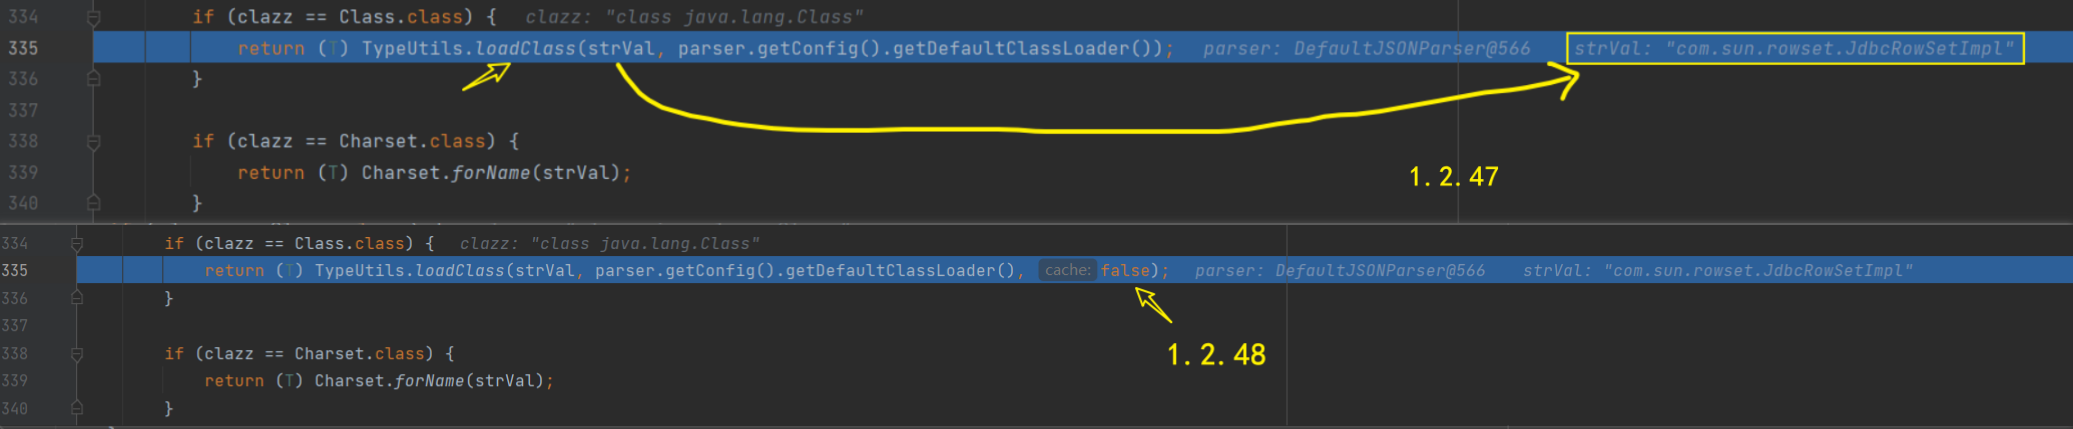 334 if (clazz == Class.class) { clazz: "class java.lang.Class"
335 return (T) TypeUtils.loadClass(strVal, parser.getConfig().getDefaultClassLoader()); parser: DefaultJSONParser@566 strVal: "com.sun.rowset.JdbcRowSetImpl"
336 }
337
338 if (clazz == Charset.class) {
339 return (T) Charset.forName(strVal);
1.2.47
340 }
334 if (clazz == Class.class) { clazz: "class java.lang.Class"
335 return (T) TypeUtils.loadClass(strVal, parser.getConfig().getDefaultClassLoader(), cache: false); parser: DefaultJSONParser@566 strVal: "com.sun.rowset.JdbcRowSetImpl"
336 }
337
338 if (clazz == Charset.class) {
1.2.48
339 return (T) Charset.forName(strVal);
340 }